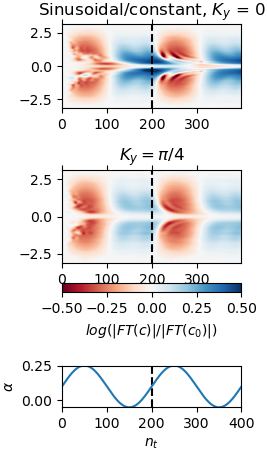 Sinusoidal/constant, $K_y$ = 0
2.5
0.0
−2.5
0 100 200 300
$K_y = \pi/4$
2.5
0.0
−2.5
0 100 200 300
−0.50 −0.25 0.00 0.25 0.50
$log(|FT(c)|/|FT(c_0)|)$
0.25
α
0.00
0 100 200 300 400
$n_t$